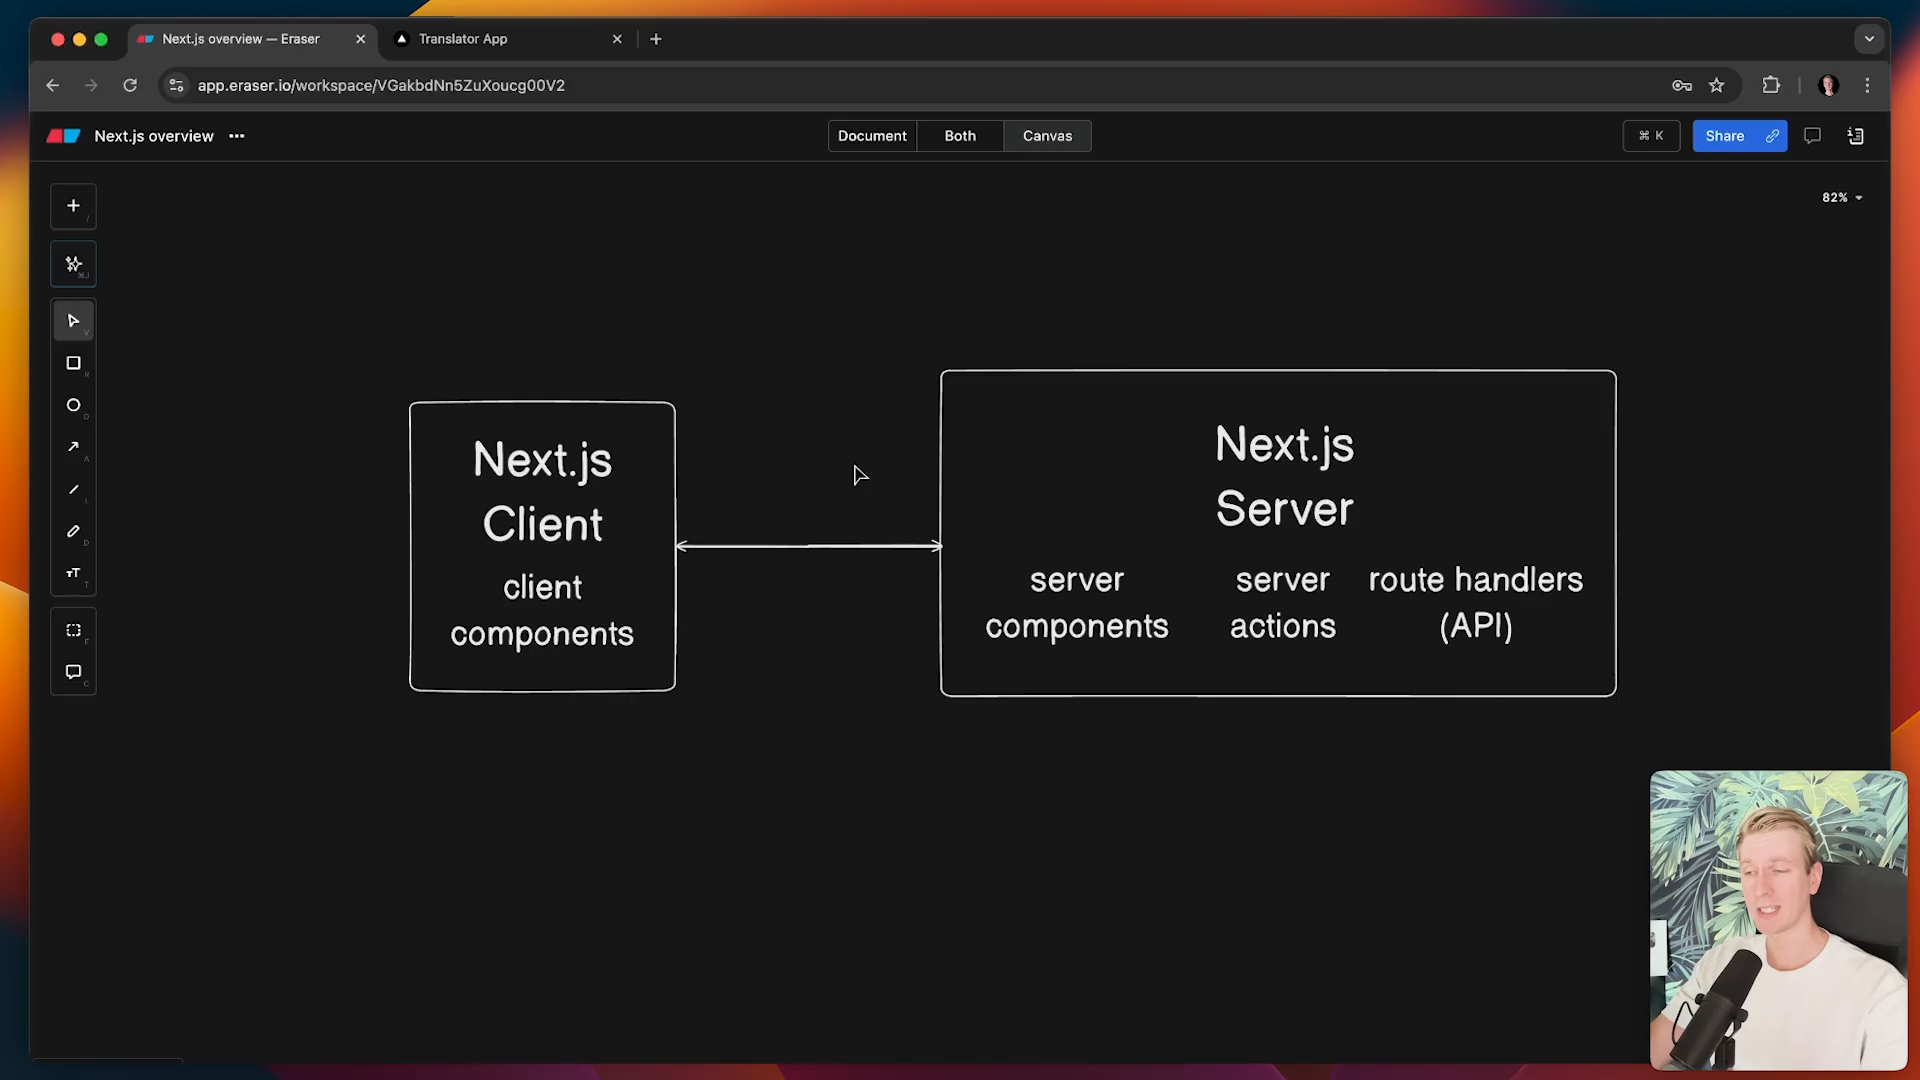 Next.js overview — Eraser
Translator App
app.eraser.io/workspace/VGakbdNn5ZuXoucg00V2
Next.js overview
Document
Both
Canvas
⌘ K
Share
82%
/
⌘J
V
R
O
A
L
D
T
F
C
Next.js
Client
client
components
Next.js
Server
server
components
server
actions
route handlers
(API)